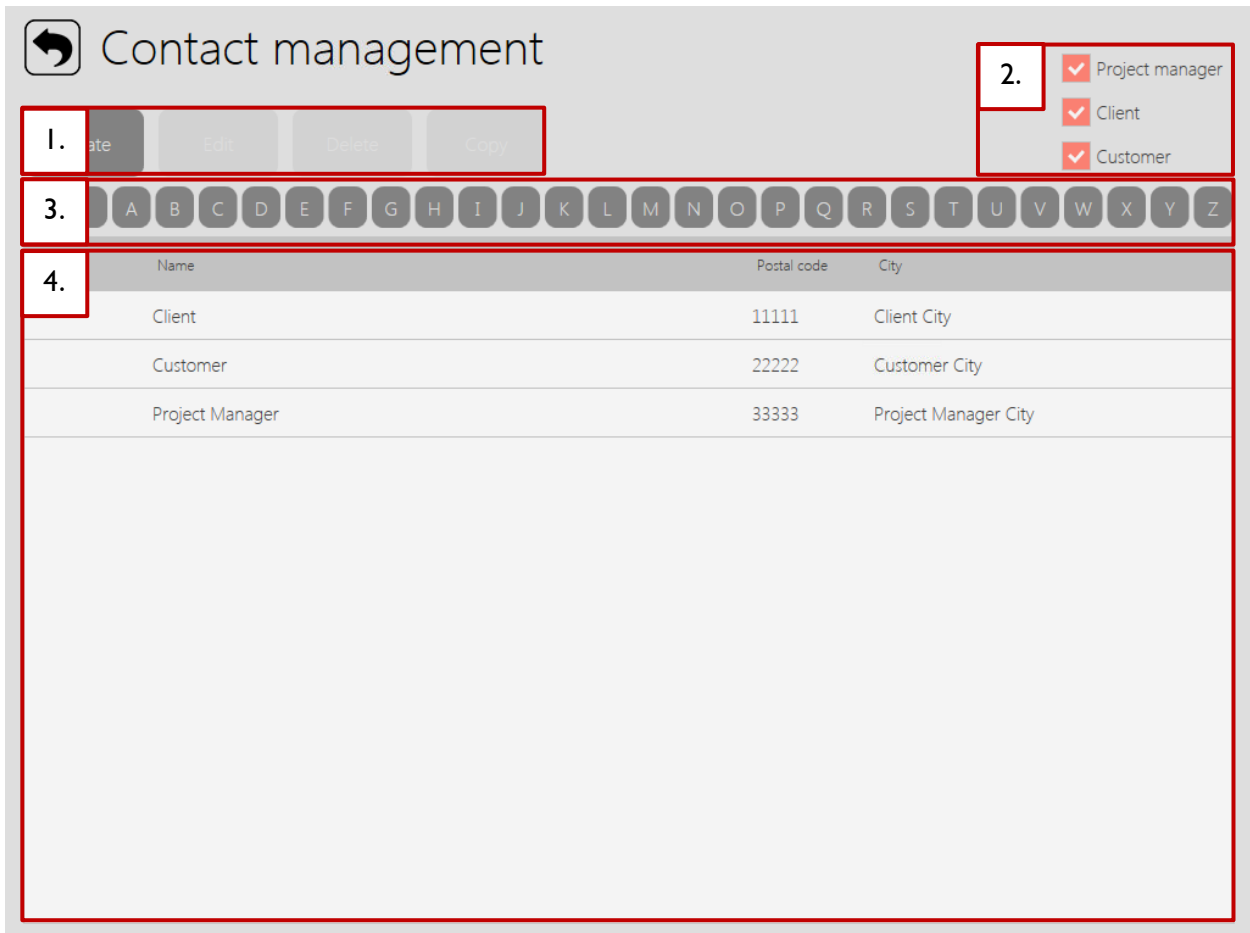 Contact management
2.
Project manager
Client
Customer
1.
ate Edit Delete Copy
3.
A B C D E F G H I J K L M N O P Q R S T U V W X Y Z
4.
Name Postal code City
Client 11111 Client City
Customer 22222 Customer City
Project Manager 33333 Project Manager City